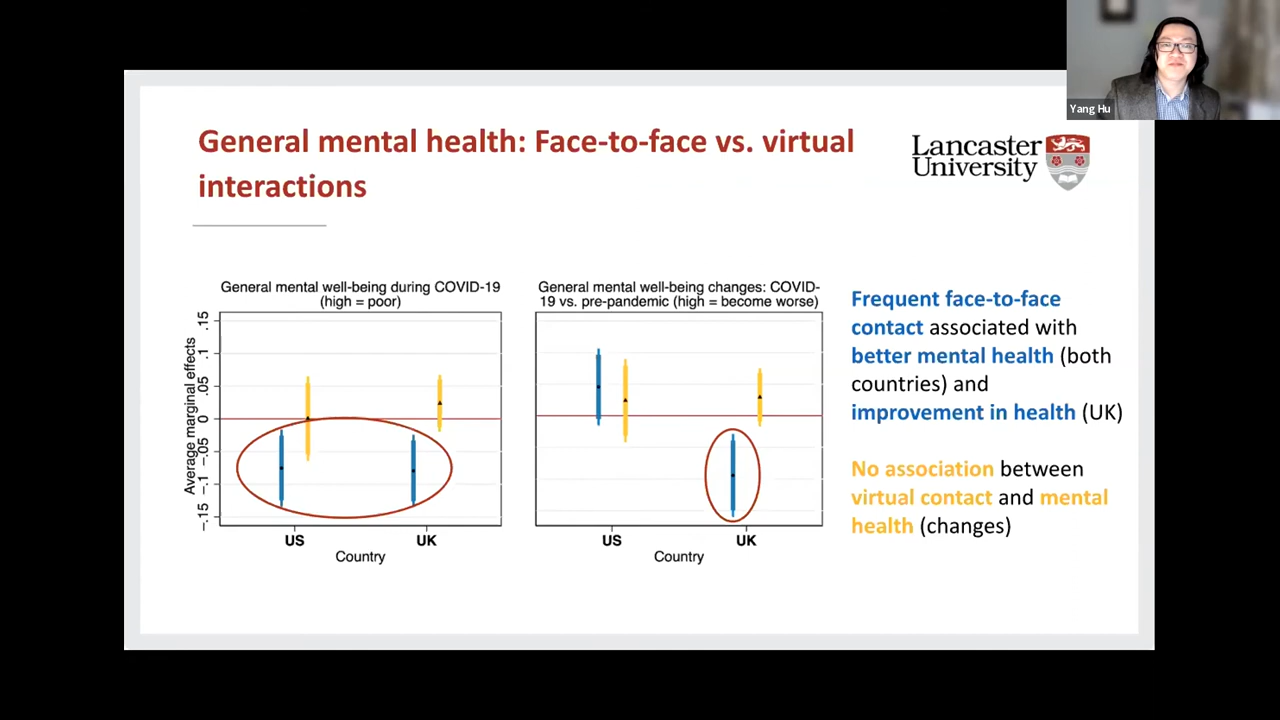 Yang Hu
General mental health: Face-to-face vs. virtual
interactions
Lancaster
University
General mental well-being during COVID-19
(high = poor)
Average marginal effects
.15
.1
.05
0
-.05
-.1
-.15
US
UK
Country
General mental well-being changes: COVID-
19 vs. pre-pandemic (high = become worse)
US
UK
Country
Frequent face-to-face
contact associated with
better mental health (both
countries) and
improvement in health (UK)
No association between
virtual contact and mental
health (changes)